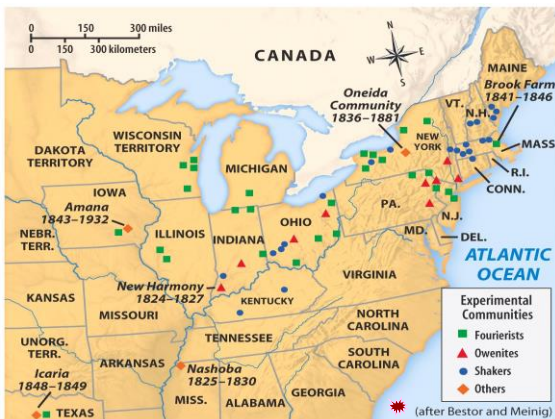 0 150 300 miles
0 150 300 kilometers
N
W E
S
CANADA
MAINE
Oneida
Community
1836–1881
VT.
N.H.
Brook Farm
1841–1846
WISCONSIN
TERRITORY
DAKOTA
TERRITORY
MICHIGAN
NEW
YORK
MASS.
R.I.
CONN.
IOWA
Amana
1843–1932
PA.
N.J.
OHIO
ILLINOIS
INDIANA
NEBR.
TERR.
MD.
DEL.
ATLANTIC
OCEAN
VIRGINIA
New Harmony
1824–1827
KANSAS
MISSOURI
KENTUCKY
NORTH
CAROLINA
TENNESSEE
UNORG.
TERR.
ARKANSAS
SOUTH
CAROLINA
Nashoba
1825–1830
Icaria
1848–1849
TEXAS
MISS.
ALABAMA
GEORGIA
Experimental
Communities
Fourierists
Owenites
Shakers
Others
(after Bestor and Meinig)